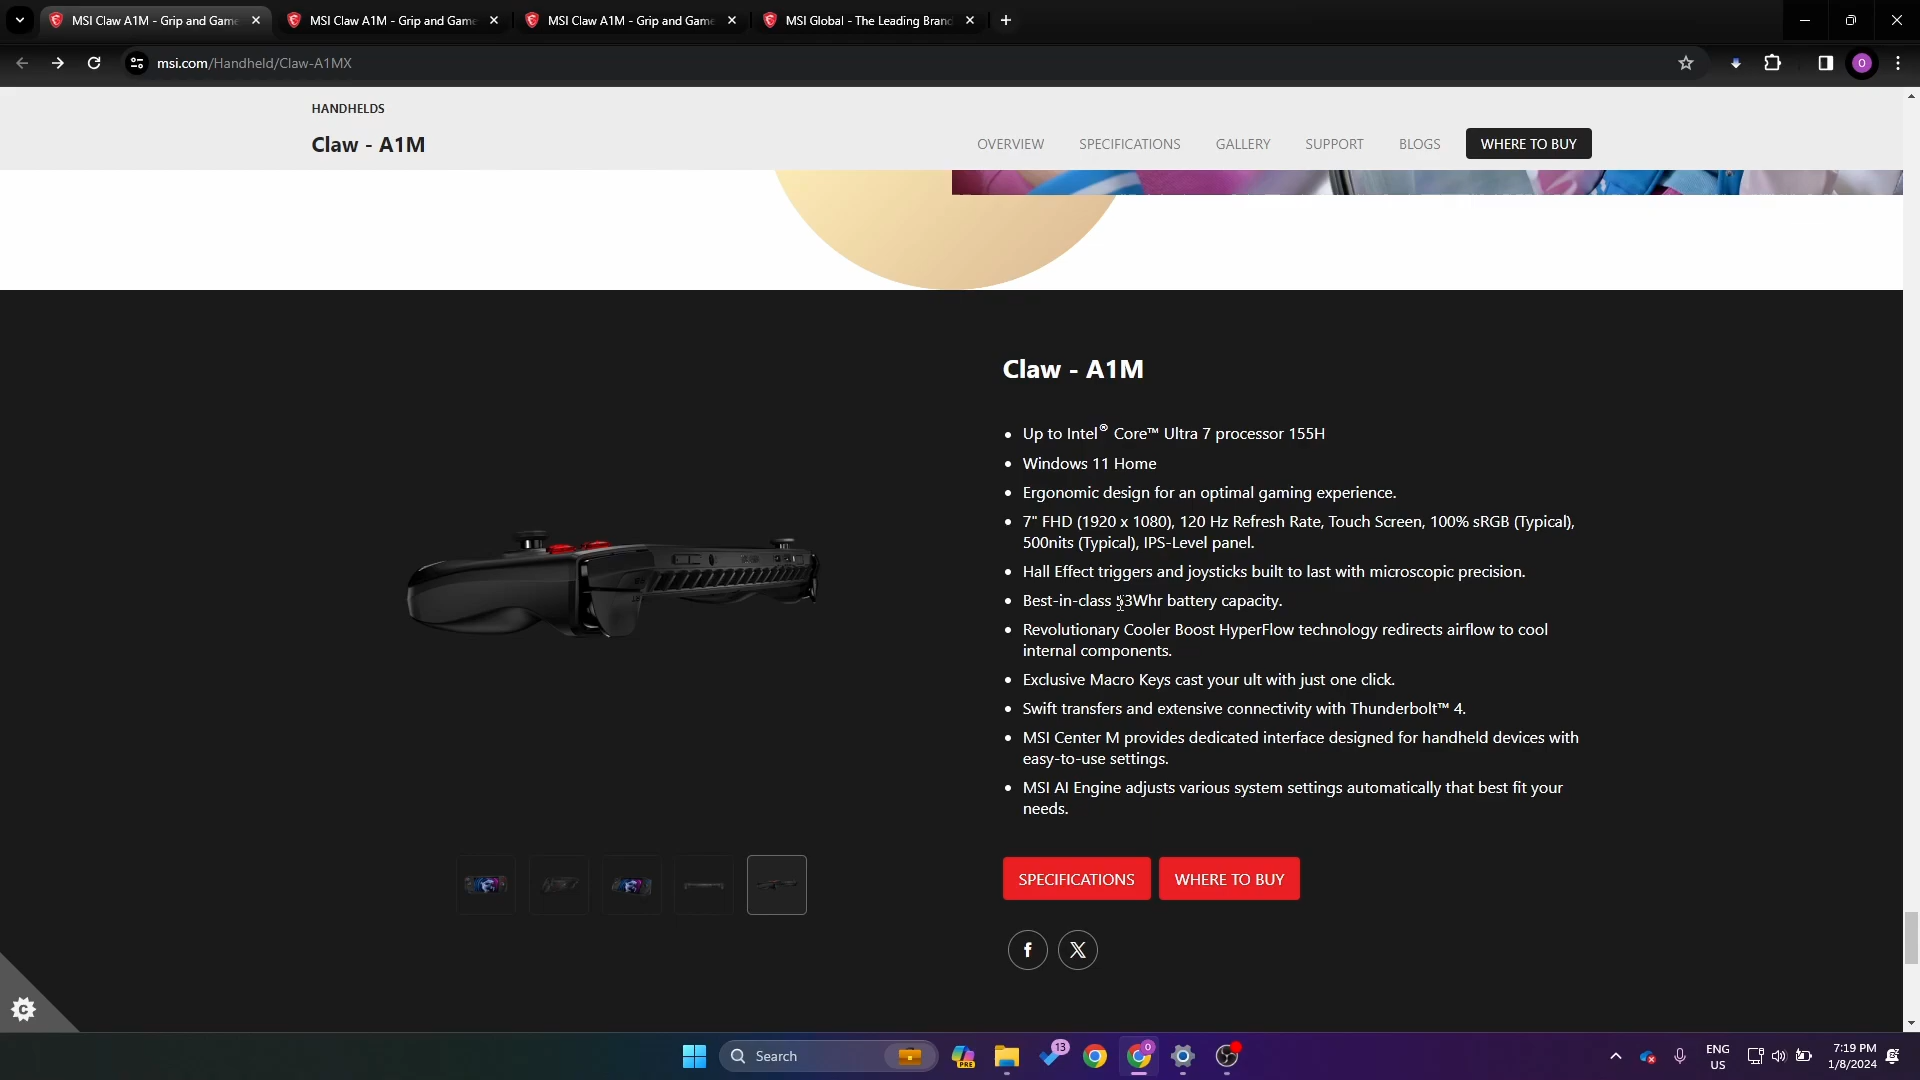 MSI Claw A1M - Grip and Game
MSI Claw A1M - Grip and Game
MSI Claw A1M - Grip and Game
MSI Global - The Leading Brand
msi.com/Handheld/Claw-A1MX
O
HANDHELDS
Claw - A1M
OVERVIEW
SPECIFICATIONS
GALLERY
SUPPORT
BLOGS
WHERE TO BUY
Claw - A1M
Up to Intel® Core™ Ultra 7 processor 155H
Windows 11 Home
Ergonomic design for an optimal gaming experience.
7" FHD (1920 x 1080), 120 Hz Refresh Rate, Touch Screen, 100% sRGB (Typical),
500nits (Typical), IPS-Level panel.
Hall Effect triggers and joysticks built to last with microscopic precision.
Best-in-class 53Whr battery capacity.
Revolutionary Cooler Boost HyperFlow technology redirects airflow to cool
internal components.
Exclusive Macro Keys cast your ult with just one click.
Swift transfers and extensive connectivity with Thunderbolt™ 4.
MSI Center M provides dedicated interface designed for handheld devices with
easy-to-use settings.
MSI AI Engine adjusts various system settings automatically that best fit your
needs.
SPECIFICATIONS
WHERE TO BUY
f
X
C
Search
PRE
13
0
ENG
US
7:19 PM
1/8/2024